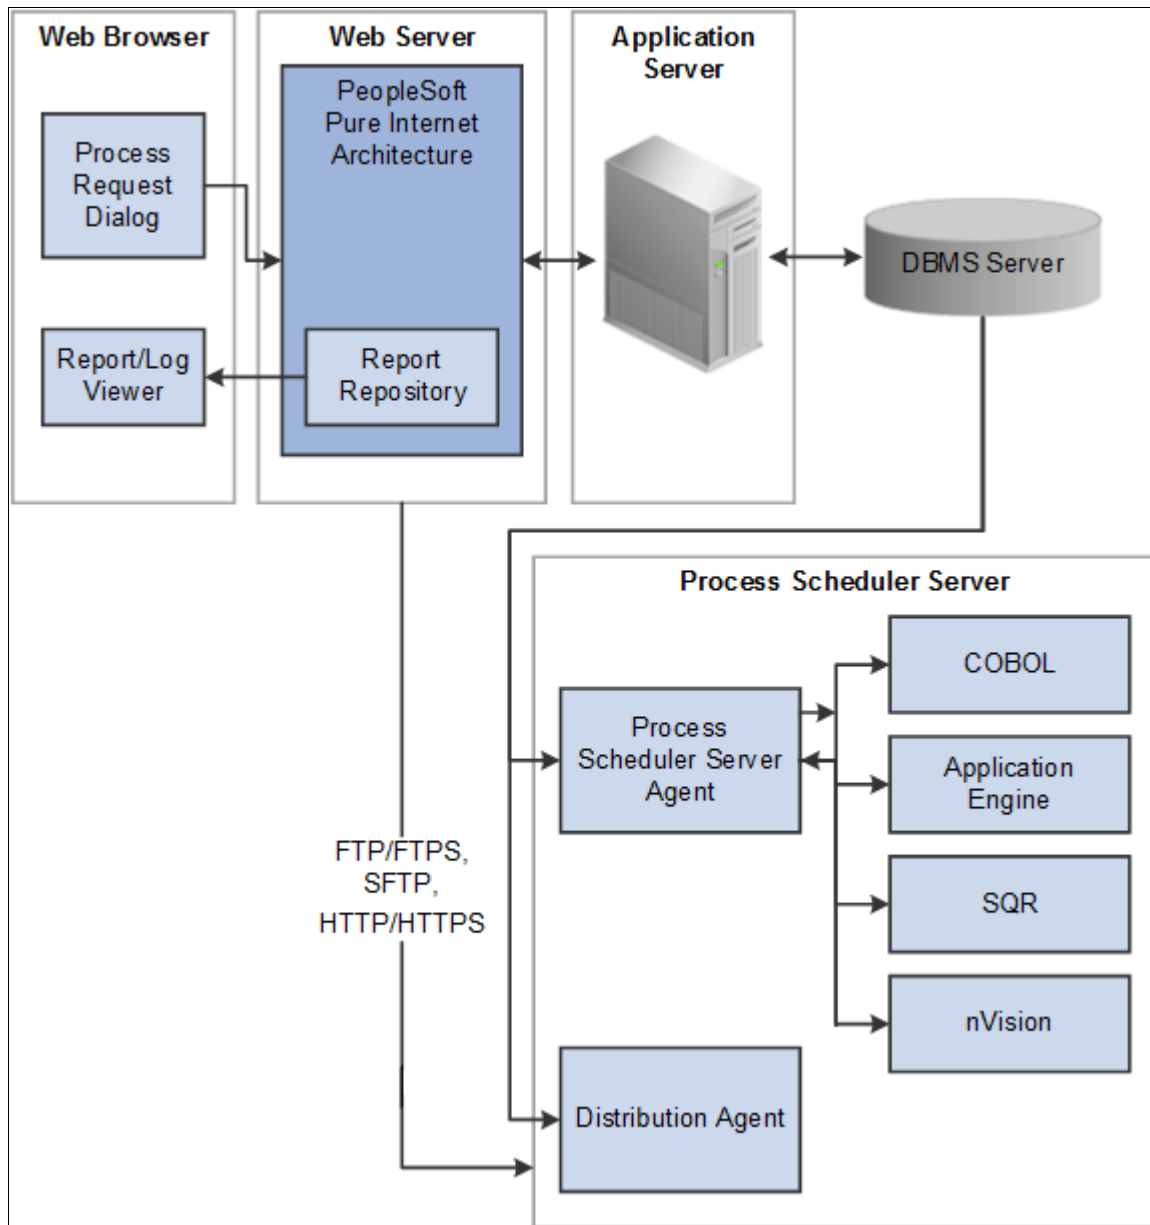 Web Browser
Web Server
Application
Server
PeopleSoft
Pure Internet
Architecture
Process
Request
Dialog
DBMS Server
Report/Log
Viewer
Report
Repository
Process Scheduler Server
COBOL
Process
Scheduler Server
Agent
Application
Engine
FTP/FTPS,
SFTP,
HTTP/HTTPS
SQR
nVision
Distribution Agent